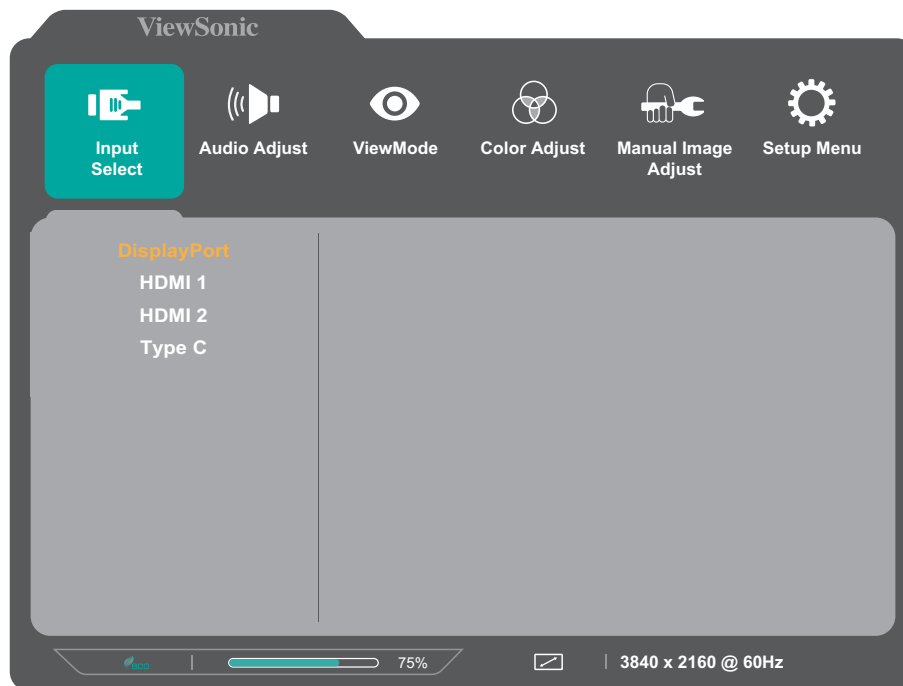 ViewSonic
Input
Select
Audio Adjust
ViewMode
Color Adjust
Manual Image
Adjust
Setup Menu
DisplayPort
HDMI 1
HDMI 2
Type C
ECO
75%
3840 x 2160 @ 60Hz